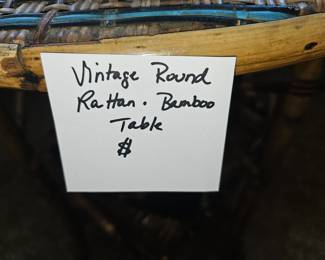 Vintage Round
Rattan . Bamboo
Table
$